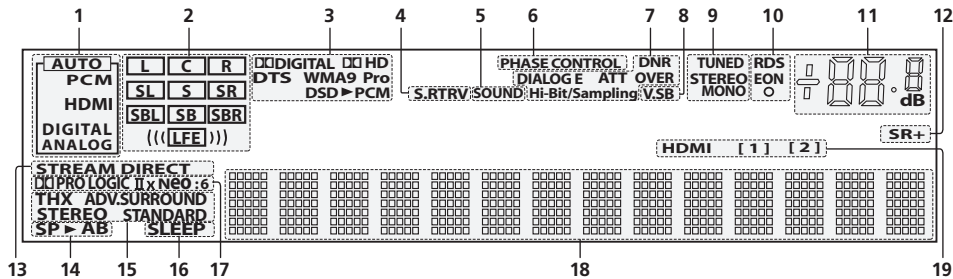 1 2 3 4 5 6 7 8 9 10 11 12
AUTO
PCM
HDMI
DIGITAL
ANALOG
L C R
SL S SR
SBL SB SBR
((( LFE )))
DIGITAL HD
DTS WMA9 Pro
DSD ► PCM
S.RTRV
SOUND
PHASE CONTROL
DIALOG E ATT
Hi-Bit/Sampling
DNR
OVER
V.SB
TUNED
STEREO
MONO
RDS
EON
dB
SR+
HDMI [ 1 ] [ 2 ]
STREAM DIRECT
PRO LOGIC IIx Neo :6
THX ADV.SURROUND
STEREO STANDARD
SP ► AB
SLEEP
13 14 15 16 17 18 19